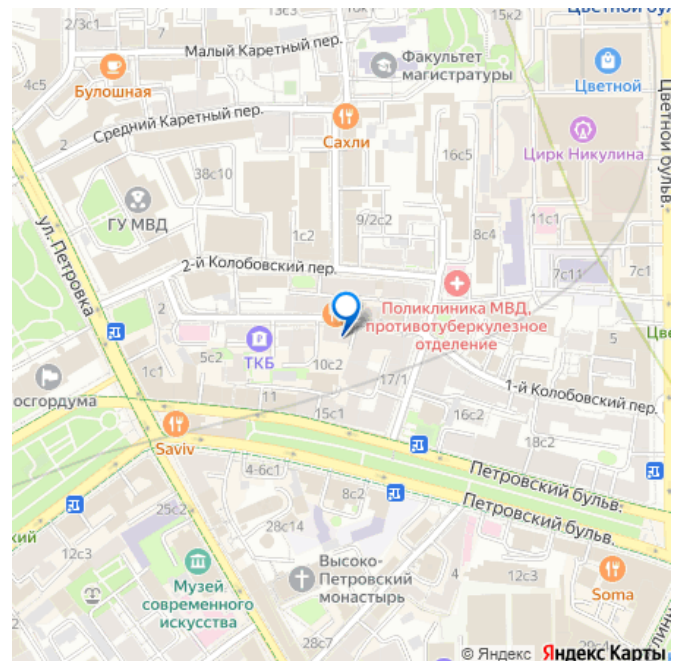 13с3
15к2
Цветной бул
2/3с1
Малый Каретный пер.
4с5
Булошная
Факультет
магистратуры
Цветной
Средний Каретный пер.
2
Сахли
Цирк Никулина
Цветной бульв.
38с10
16с5
ГУ МВД
9/2с2
11с1
1с2
8с4
ул. Петровка
2-й Колобовский пер.
7с11
7с1
2
Поликлиника МВД,
противотуберкулезное
отделение
Цве
5
ТКБ
5с2
10с2
1с1
17/1
1-й Колобовский пер.
осгордума
11
15с1
16с2
18с2
Saviv
4-6с1
Петровский бульв.
8с2
Петровский бульв.
25с2
кий
28с14
12с3
Высоко-
Петровский
монастырь
4
12с3
Музей
современного
искусства
Soma
28с7
© Яндекс Яндекс Карты